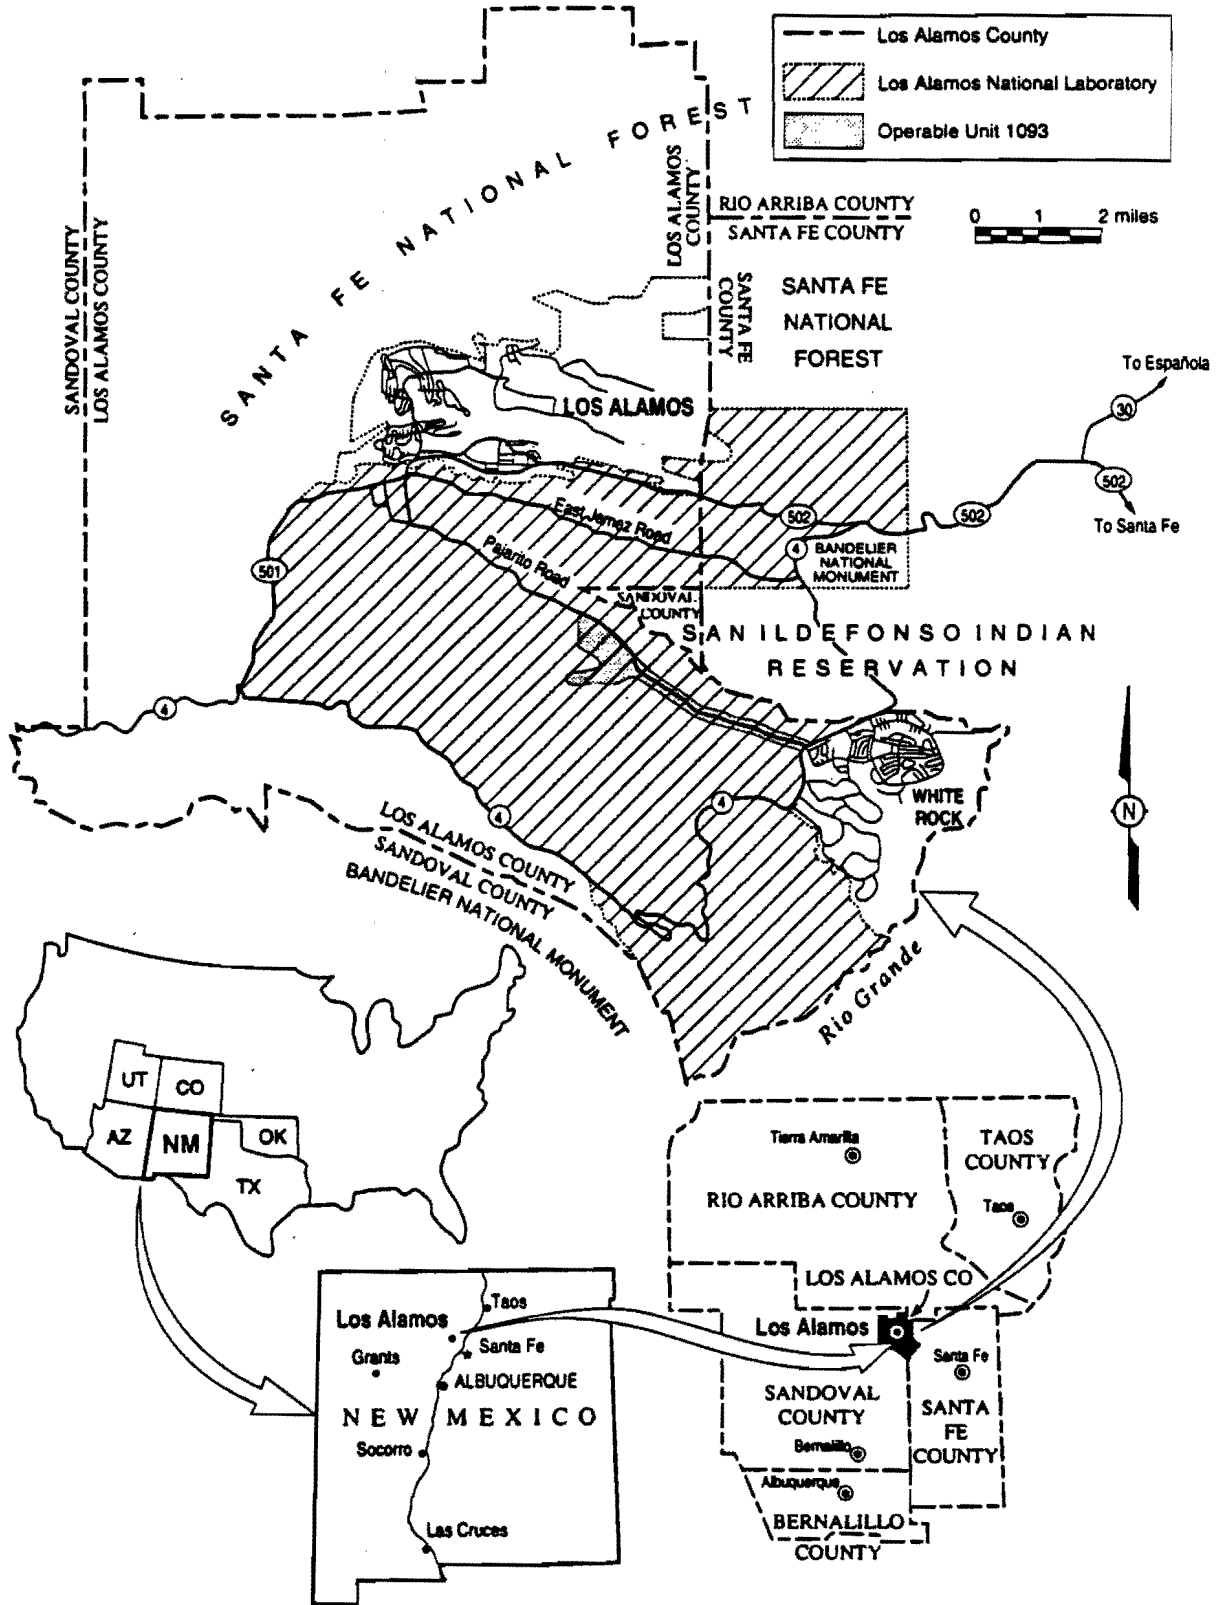 Los Alamos County
Los Alamos National Laboratory
Operable Unit 1093
SANTA FE NATIONAL FOREST
LOS ALAMOS
COUNTY
RIO ARRIBA COUNTY
SANTA FE COUNTY
0 1 2 miles
SANDOVAL COUNTY
LOS ALAMOS COUNTY
SANTA FE
COUNTY
SANTA FE
NATIONAL
FOREST
To Española
30
LOS ALAMOS
502
To Santa Fe
502
502
East Jemez Road
4
BANDELIER
NATIONAL
MONUMENT
Pajarito Road
501
SANDOVAL
COUNTY
SAN ILDEFONSO INDIAN
RESERVATION
4
WHITE
ROCK
N
4
4
LOS ALAMOS COUNTY
SANDOVAL COUNTY
BANDELIER NATIONAL MONUMENT
Rio Grande
UT
CO
AZ
NM
OK
TX
Tierra Amarilla
TAOS
COUNTY
RIO ARRIBA COUNTY
Taos
LOS ALAMOS CO
Los Alamos
Santa Fe
SANDOVAL
COUNTY
SANTA
FE
COUNTY
Bernalillo
Albuquerque
BERNALILLO
COUNTY
Taos
Los Alamos
Santa Fe
Grants
ALBUQUERQUE
NEW MEXICO
Socorro
Las Cruces